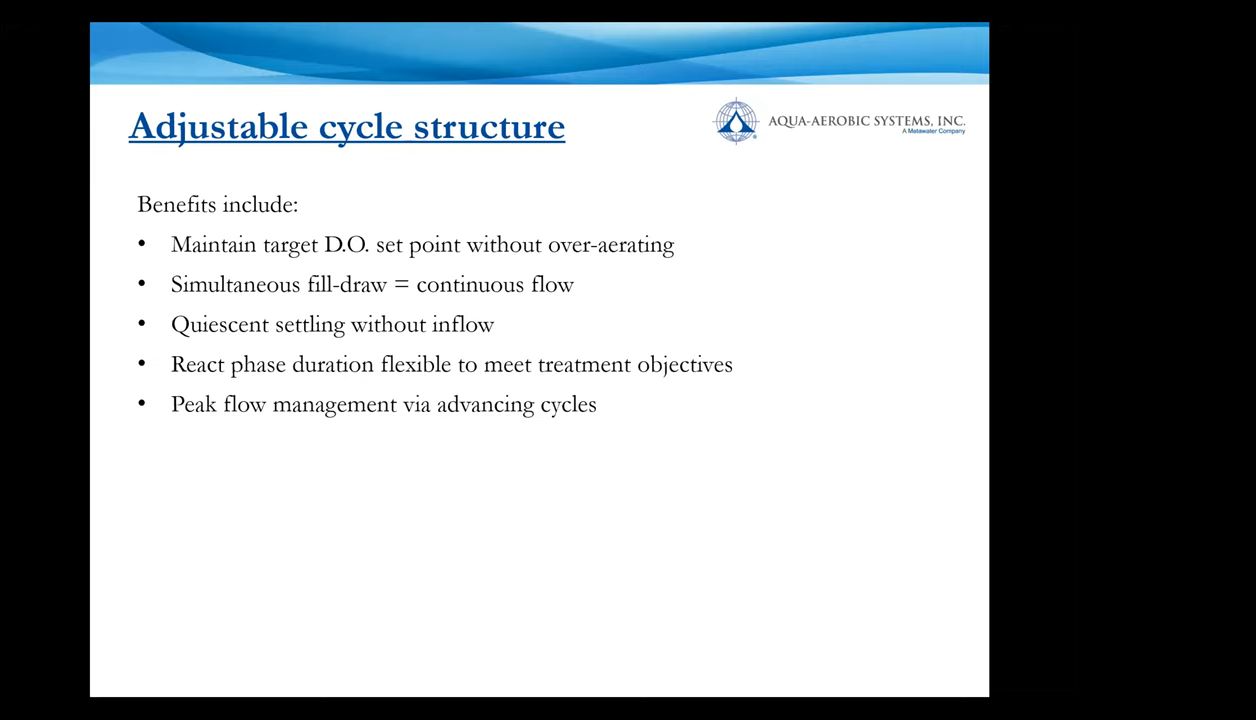 Adjustable cycle structure
AQUA-AEROBIC SYSTEMS, INC.
A Metawater Company
Benefits include:
• Maintain target D.O. set point without over-aerating
• Simultaneous fill-draw = continuous flow
• Quiescent settling without inflow
• React phase duration flexible to meet treatment objectives
• Peak flow management via advancing cycles